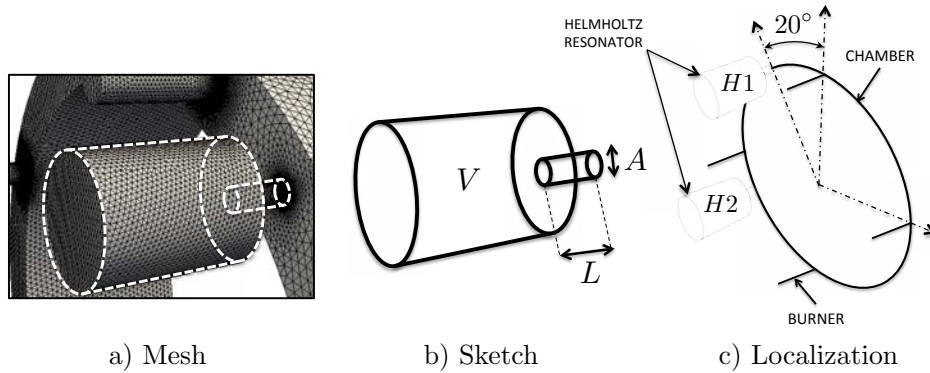 HELMHOLTZ
RESONATOR
20°
CHAMBER
H1
V
A
H2
L
BURNER
a) Mesh
b) Sketch
c) Localization